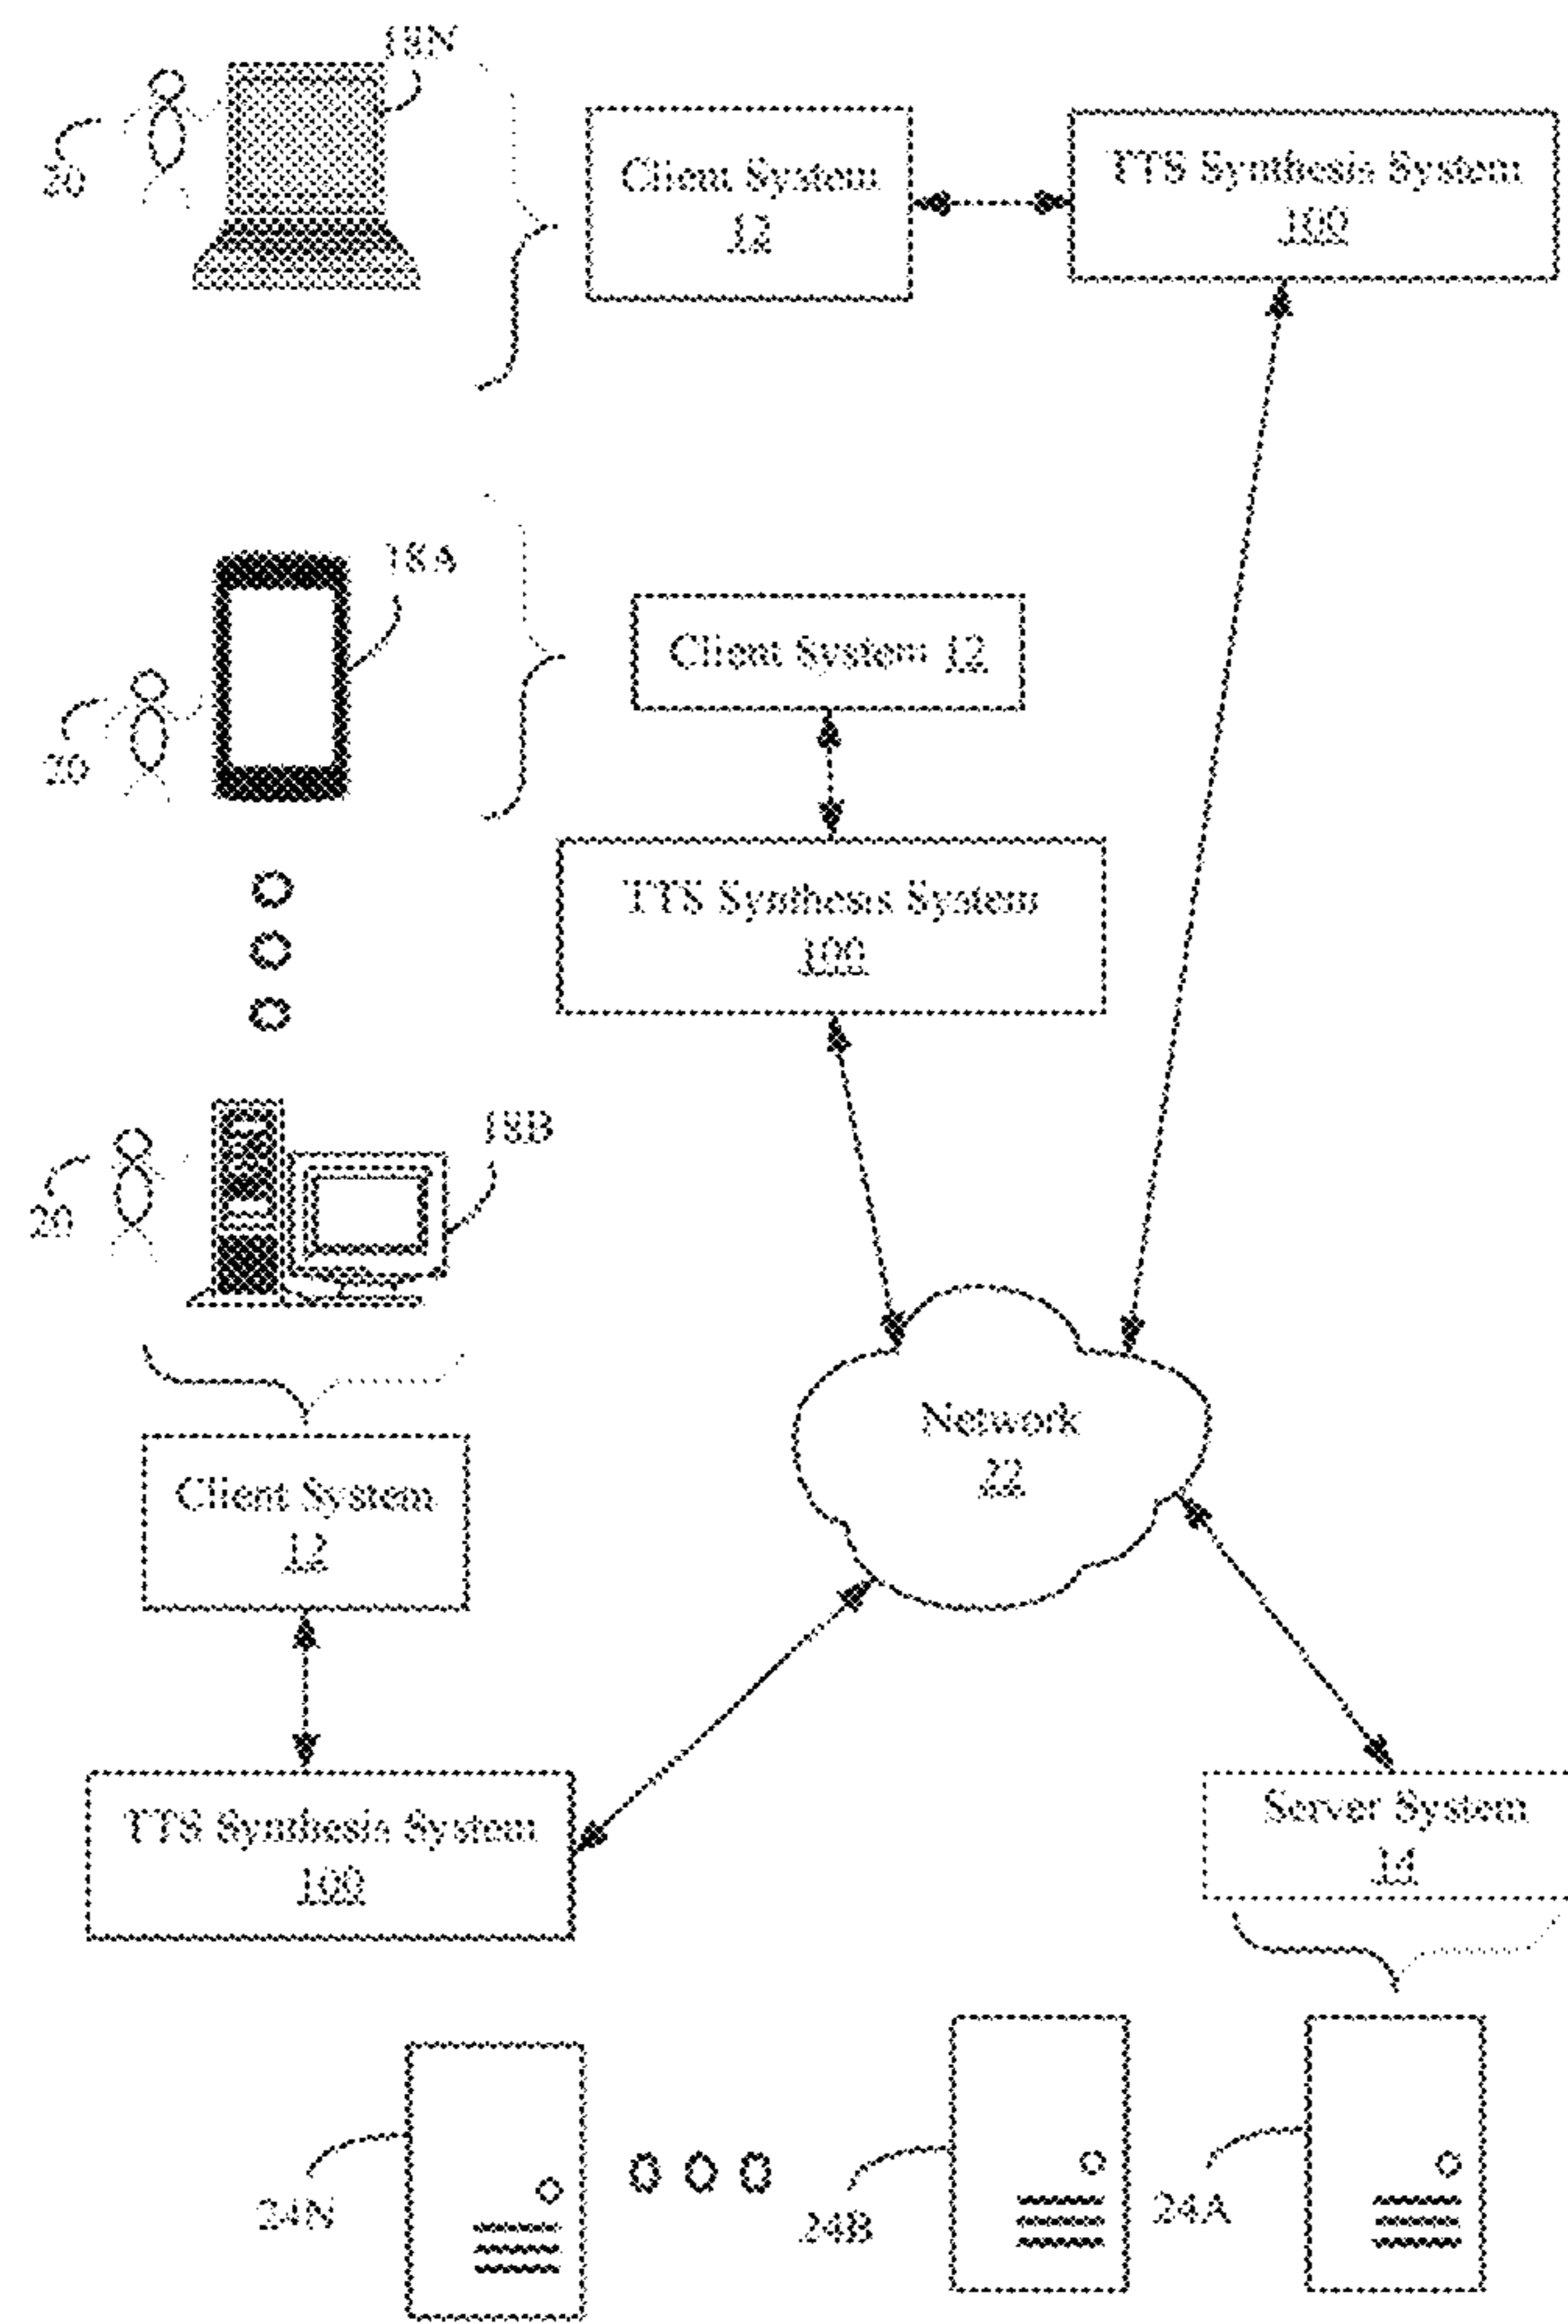 18N
20
Client System
12
TTS Synthesis System
100
18A
20
Client System 12
TTS Synthesis System
100
18B
20
Network
22
Client System
12
TTS Synthesis System
100
Server System
14
24N
24B
24A